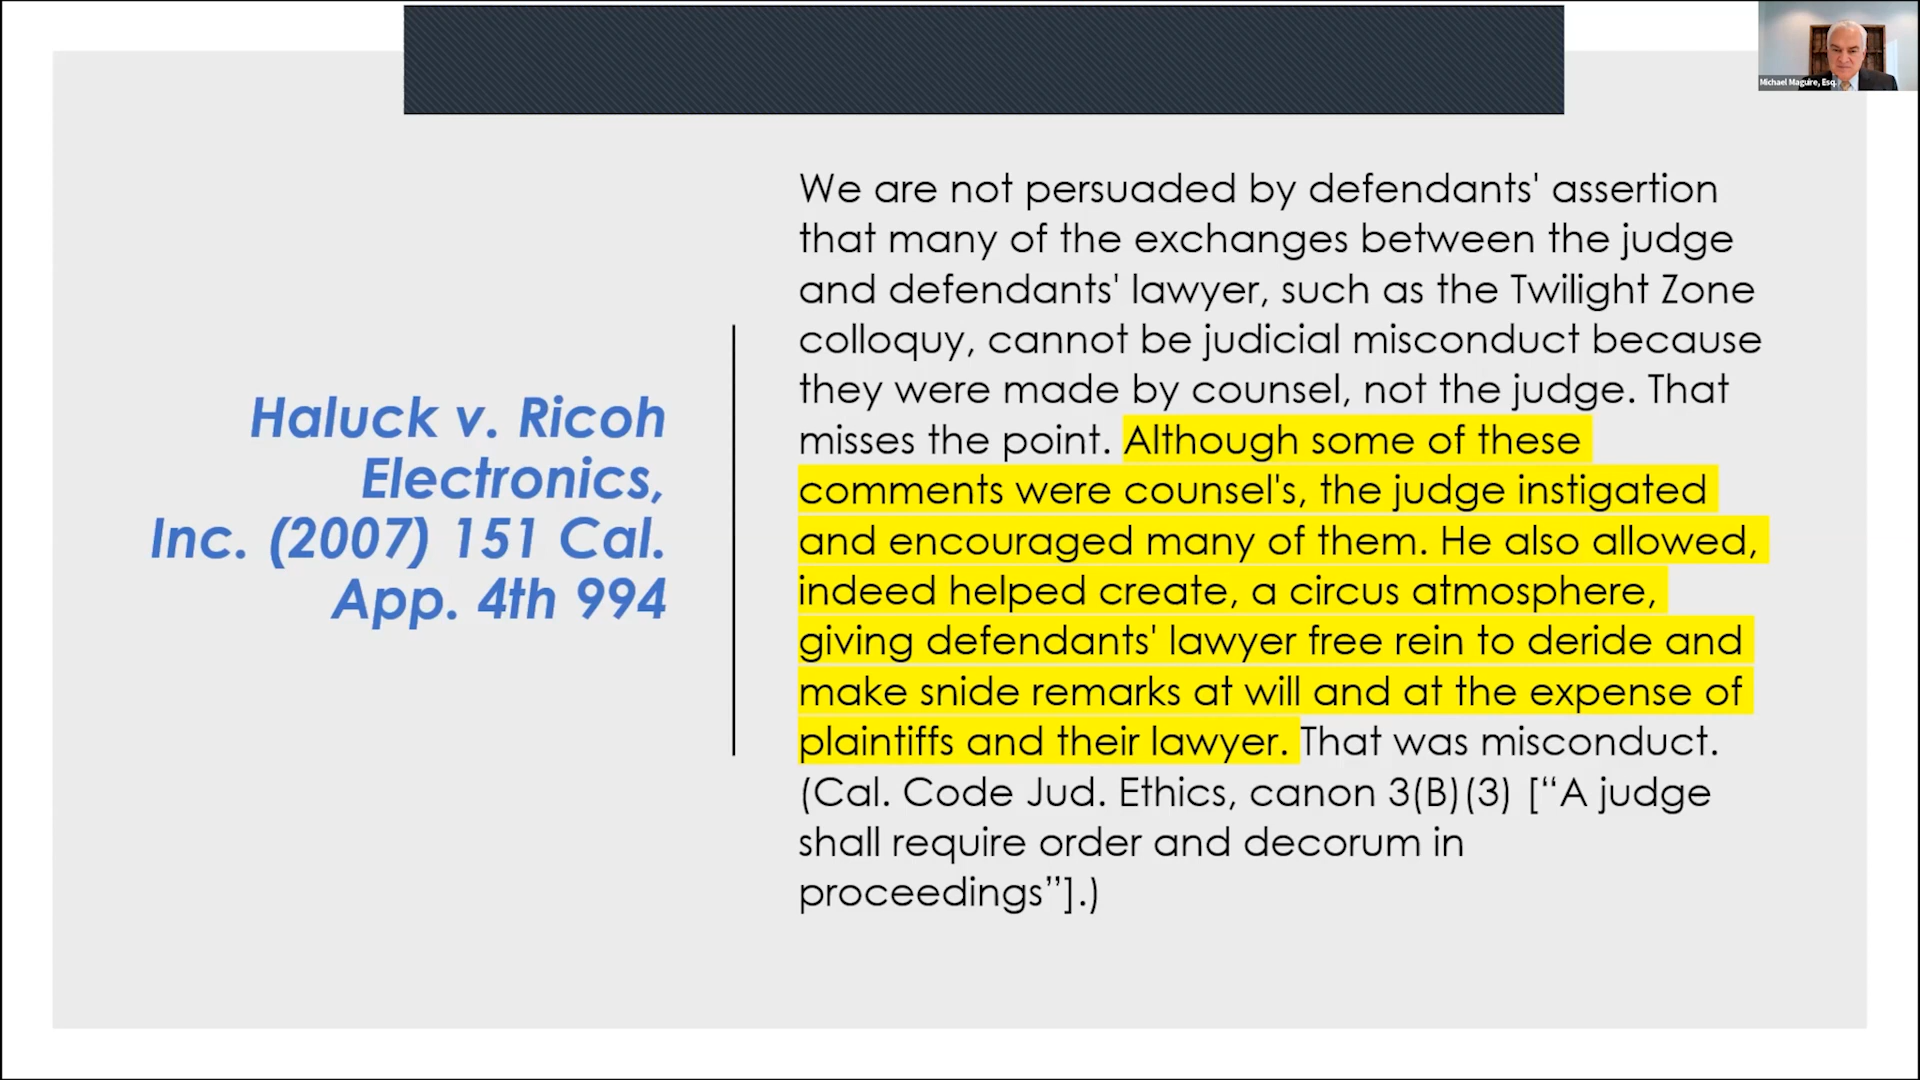 Michael Maguire, Esq.
Haluck v. Ricoh
Electronics,
Inc. (2007) 151 Cal.
App. 4th 994
We are not persuaded by defendants' assertion
that many of the exchanges between the judge
and defendants' lawyer, such as the Twilight Zone
colloquy, cannot be judicial misconduct because
they were made by counsel, not the judge. That
misses the point. Although some of these
comments were counsel's, the judge instigated
and encouraged many of them. He also allowed,
indeed helped create, a circus atmosphere,
giving defendants' lawyer free rein to deride and
make snide remarks at will and at the expense of
plaintiffs and their lawyer. That was misconduct.
(Cal. Code Jud. Ethics, canon 3(B)(3) [“A judge
shall require order and decorum in
proceedings”].)